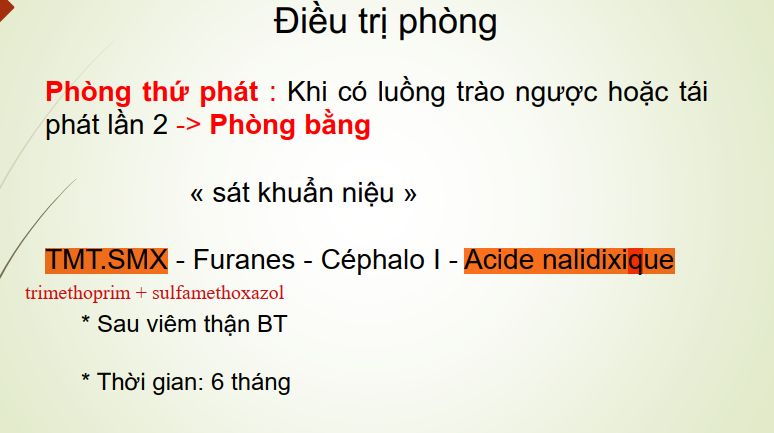 Điều trị phòng
Phòng thứ phát : Khi có luồng trào ngược hoặc tái
phát lần 2 -> Phòng bằng
« sát khuẩn niệu »
TMT.SMX - Furanes - Céphalo I - Acide nalidixique
trimethoprim + sulfamethoxazol
* Sau viêm thận BT
* Thời gian: 6 tháng